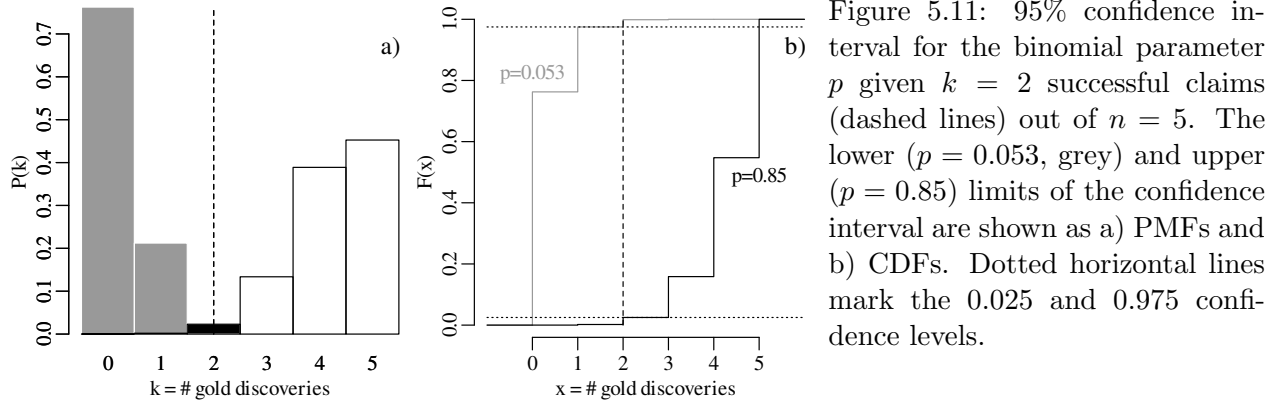 0.0 0.1 0.2 0.3 0.4 0.5 0.6 0.7
P(k)
a)
0 1 2 3 4 5
k = # gold discoveries
0.0 0.2 0.4 0.6 0.8 1.0
F(x)
b)
p=0.053
p=0.85
0 1 2 3 4 5
x = # gold discoveries
Figure 5.11: 95% confidence in-
terval for the binomial parameter
p given k = 2 successful claims
(dashed lines) out of n = 5. The
lower (p = 0.053, grey) and upper
(p = 0.85) limits of the confidence
interval are shown as a) PMFs and
b) CDFs. Dotted horizontal lines
mark the 0.025 and 0.975 confi-
dence levels.